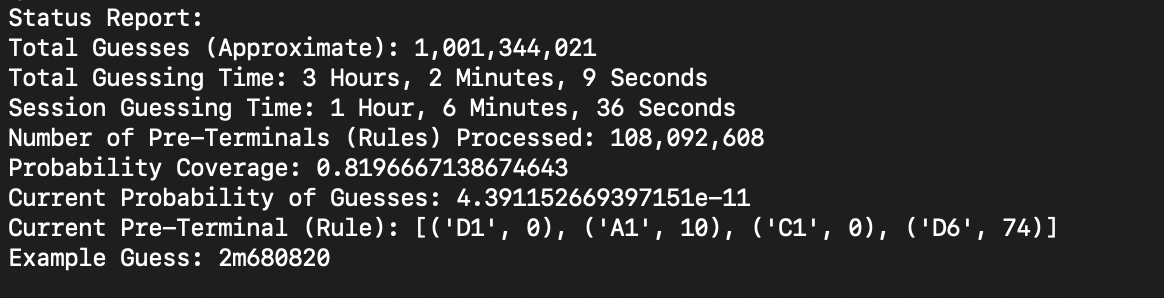 Status Report:
Total Guesses (Approximate): 1,001,344,021
Total Guessing Time: 3 Hours, 2 Minutes, 9 Seconds
Session Guessing Time: 1 Hour, 6 Minutes, 36 Seconds
Number of Pre-Terminals (Rules) Processed: 108,092,608
Probability Coverage: 0.8196667138674643
Current Probability of Guesses: 4.391152669397151e-11
Current Pre-Terminal (Rule): [('D1', 0), ('A1', 10), ('C1', 0), ('D6', 74)]
Example Guess: 2m680820